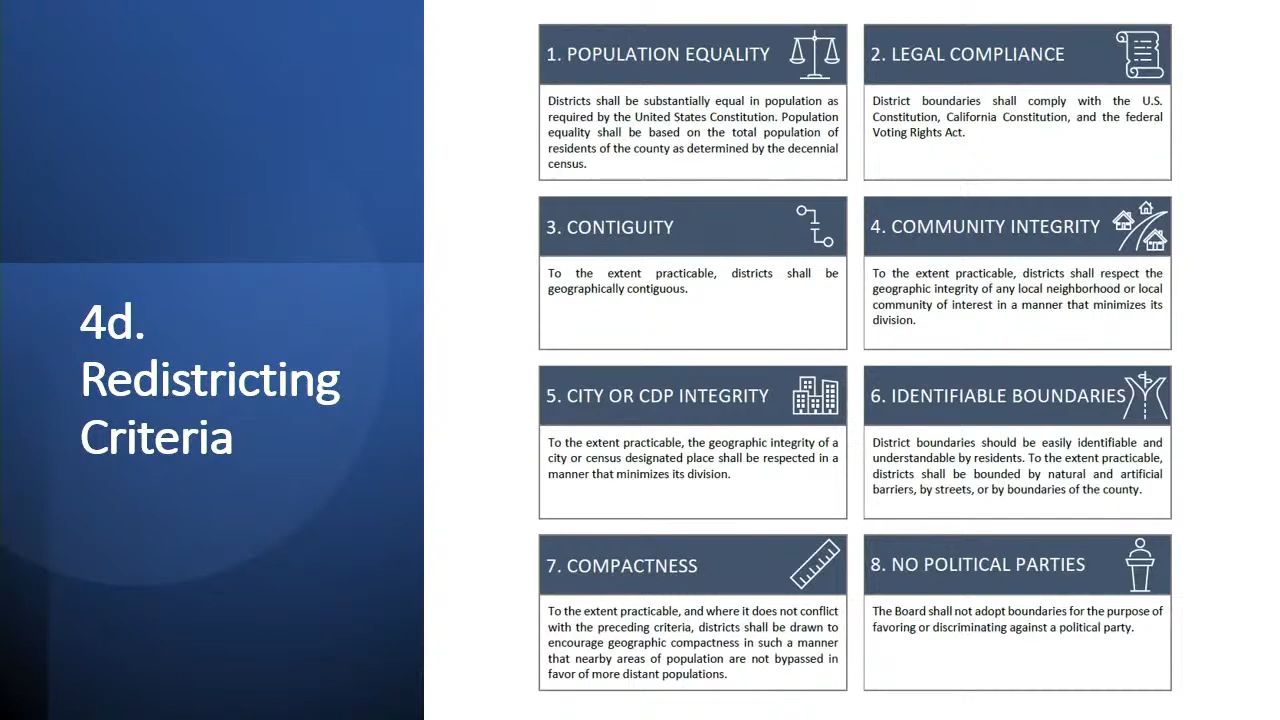 4d.
Redistricting
Criteria
1. POPULATION EQUALITY
Districts shall be substantially equal in population as
required by the United States Constitution. Population
equality shall be based on the total population of
residents of the county as determined by the decennial
census.
2. LEGAL COMPLIANCE
District boundaries shall comply with the U.S.
Constitution, California Constitution, and the federal
Voting Rights Act.
3. CONTIGUITY
To the extent practicable, districts shall be
geographically contiguous.
4. COMMUNITY INTEGRITY
To the extent practicable, districts shall respect the
geographic integrity of any local neighborhood or local
community of interest in a manner that minimizes its
division.
5. CITY OR CDP INTEGRITY
To the extent practicable, the geographic integrity of a
city or census designated place shall be respected in a
manner that minimizes its division.
6. IDENTIFIABLE BOUNDARIES
District boundaries should be easily identifiable and
understandable by residents. To the extent practicable,
districts shall be bounded by natural and artificial
barriers, by streets, or by boundaries of the county.
7. COMPACTNESS
To the extent practicable, and where it does not conflict
with the preceding criteria, districts shall be drawn to
encourage geographic compactness in such a manner
that nearby areas of population are not bypassed in
favor of more distant populations.
8. NO POLITICAL PARTIES
The Board shall not adopt boundaries for the purpose of
favoring or discriminating against a political party.